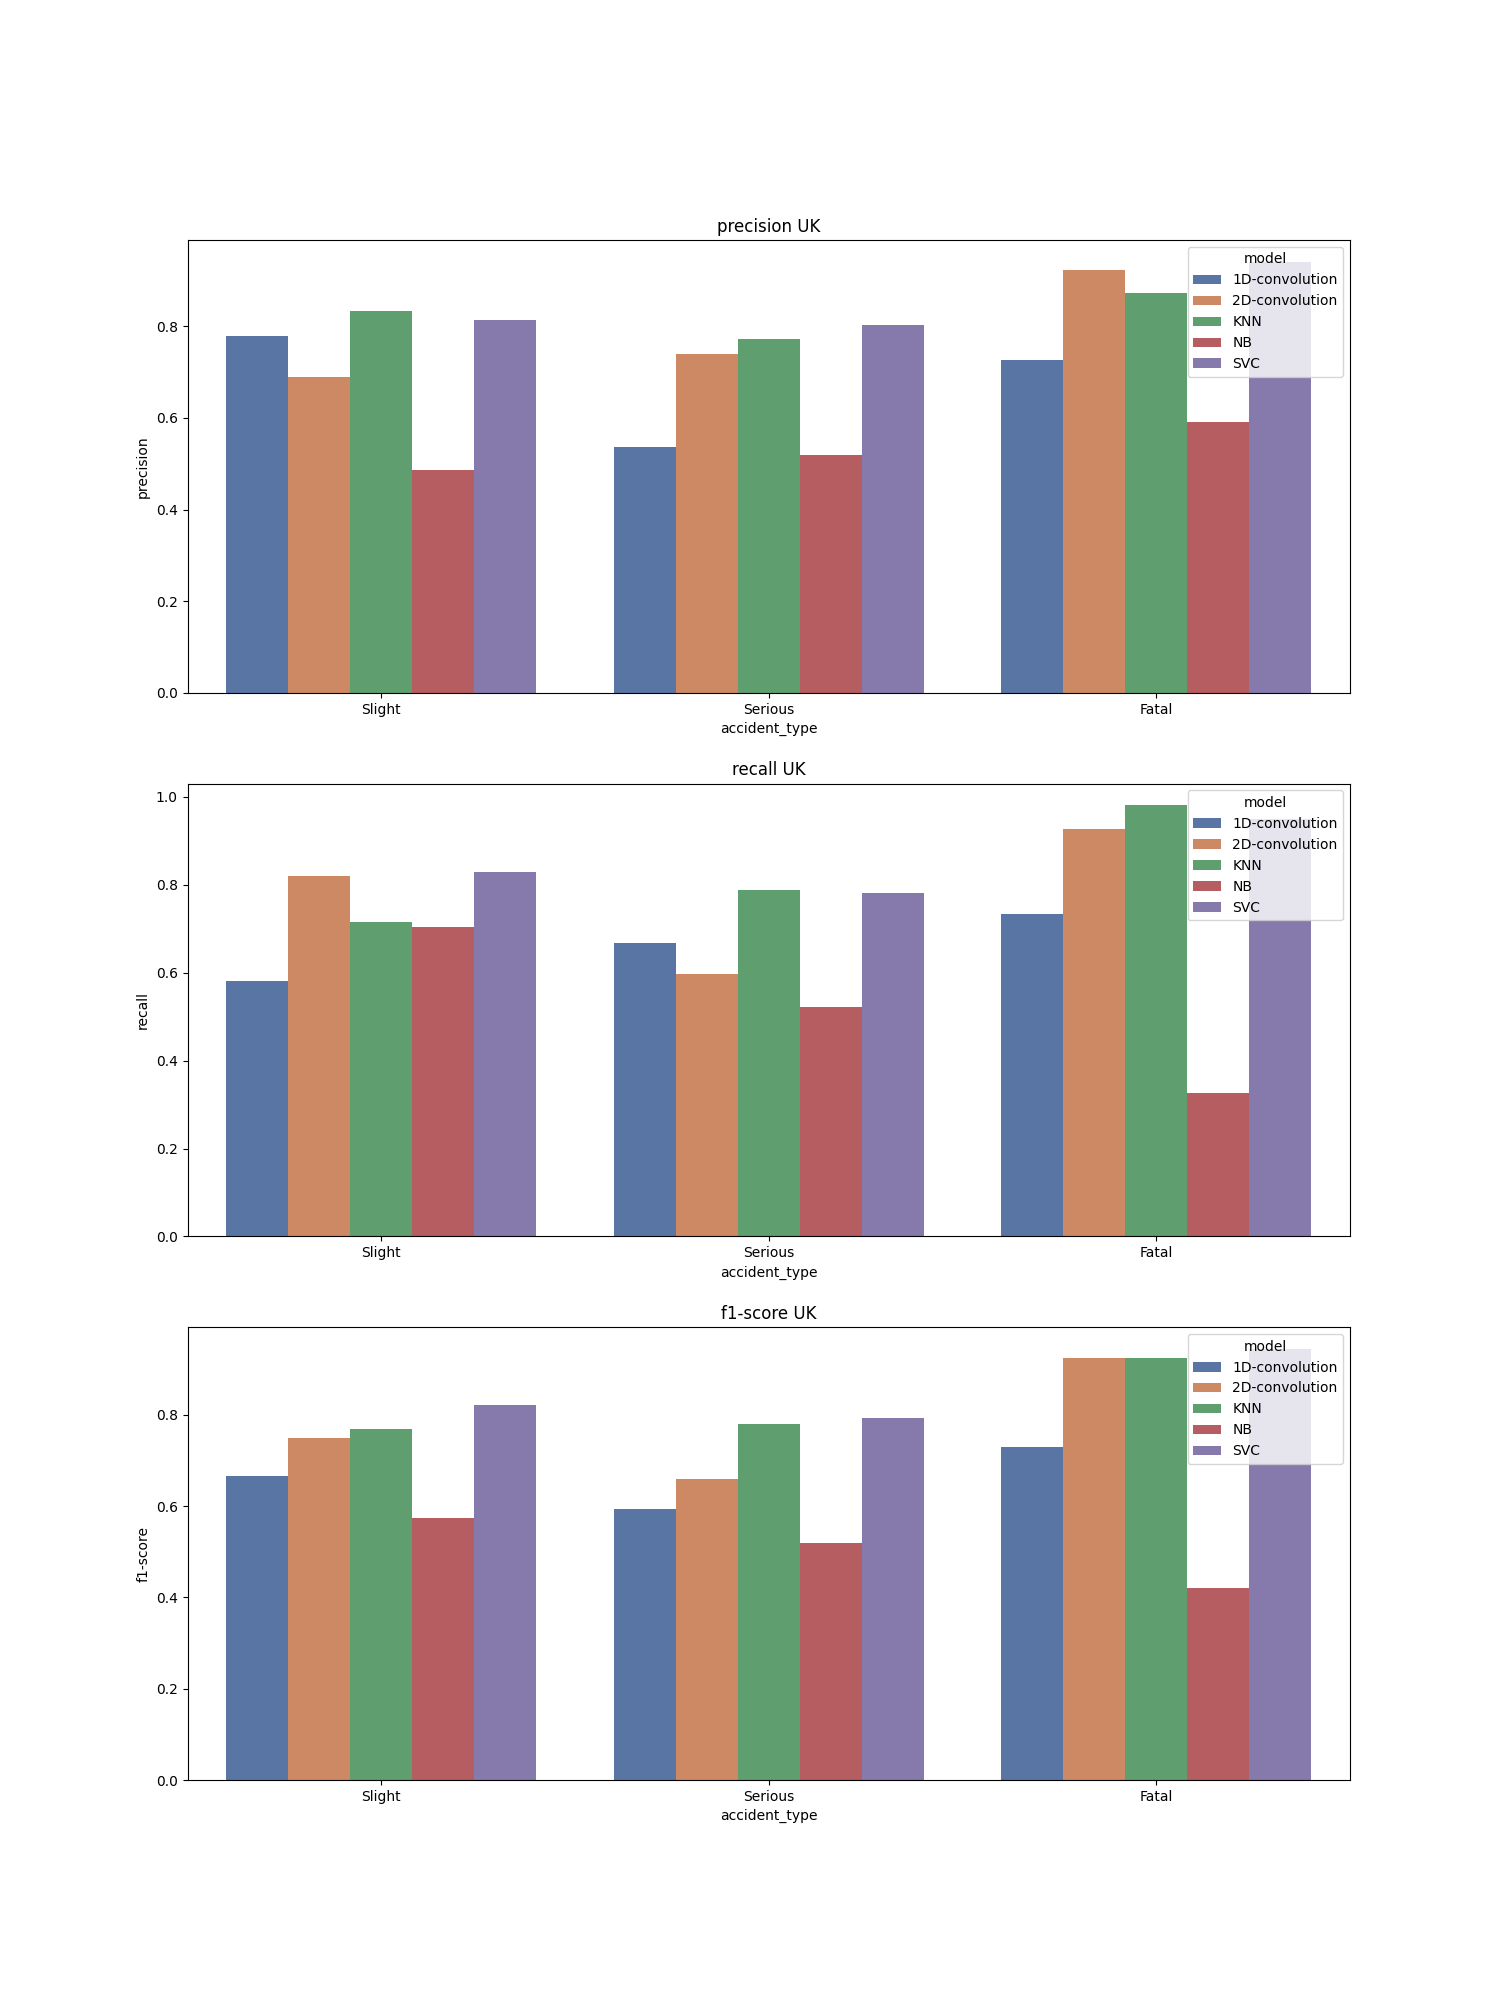 precision UK
model
1D-convolution
2D-convolution
KNN
NB
SVC
0.8
0.6
0.4
0.2
0.0
precision
Slight Serious Fatal
accident_type
recall UK
model
1D-convolution
2D-convolution
KNN
NB
SVC
1.0
0.8
0.6
0.4
0.2
0.0
recall
Slight Serious Fatal
accident_type
f1-score UK
model
1D-convolution
2D-convolution
KNN
NB
SVC
0.8
0.6
0.4
0.2
0.0
f1-score
Slight Serious Fatal
accident_type